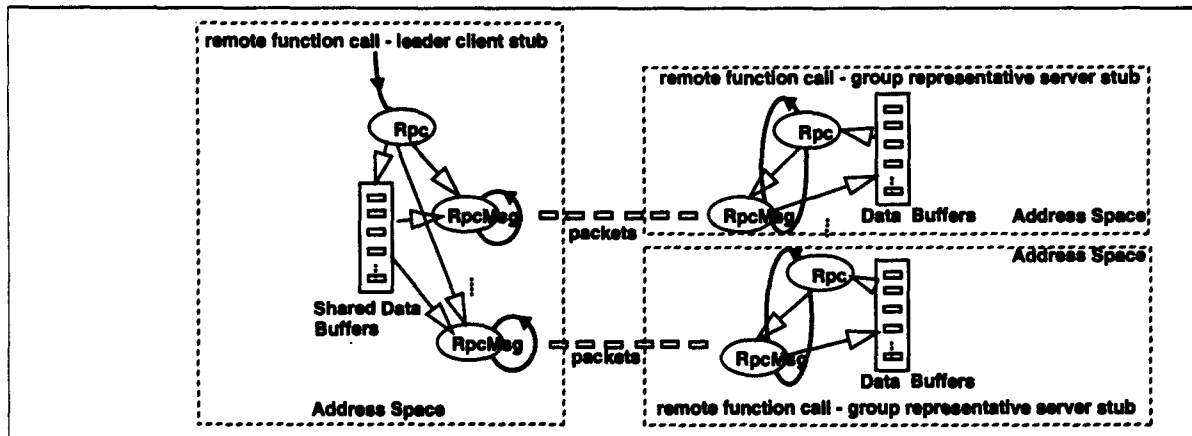 remote function call - leader client stub
Rpc
RpcMsg
Shared Data
Buffers
RpcMsg
Address Space
packets
packets
remote function call - group representative server stub
Rpc
RpcMsg
Data Buffers
Address Space
Address Space
Rpc
RpcMsg
Data Buffers
remote function call - group representative server stub